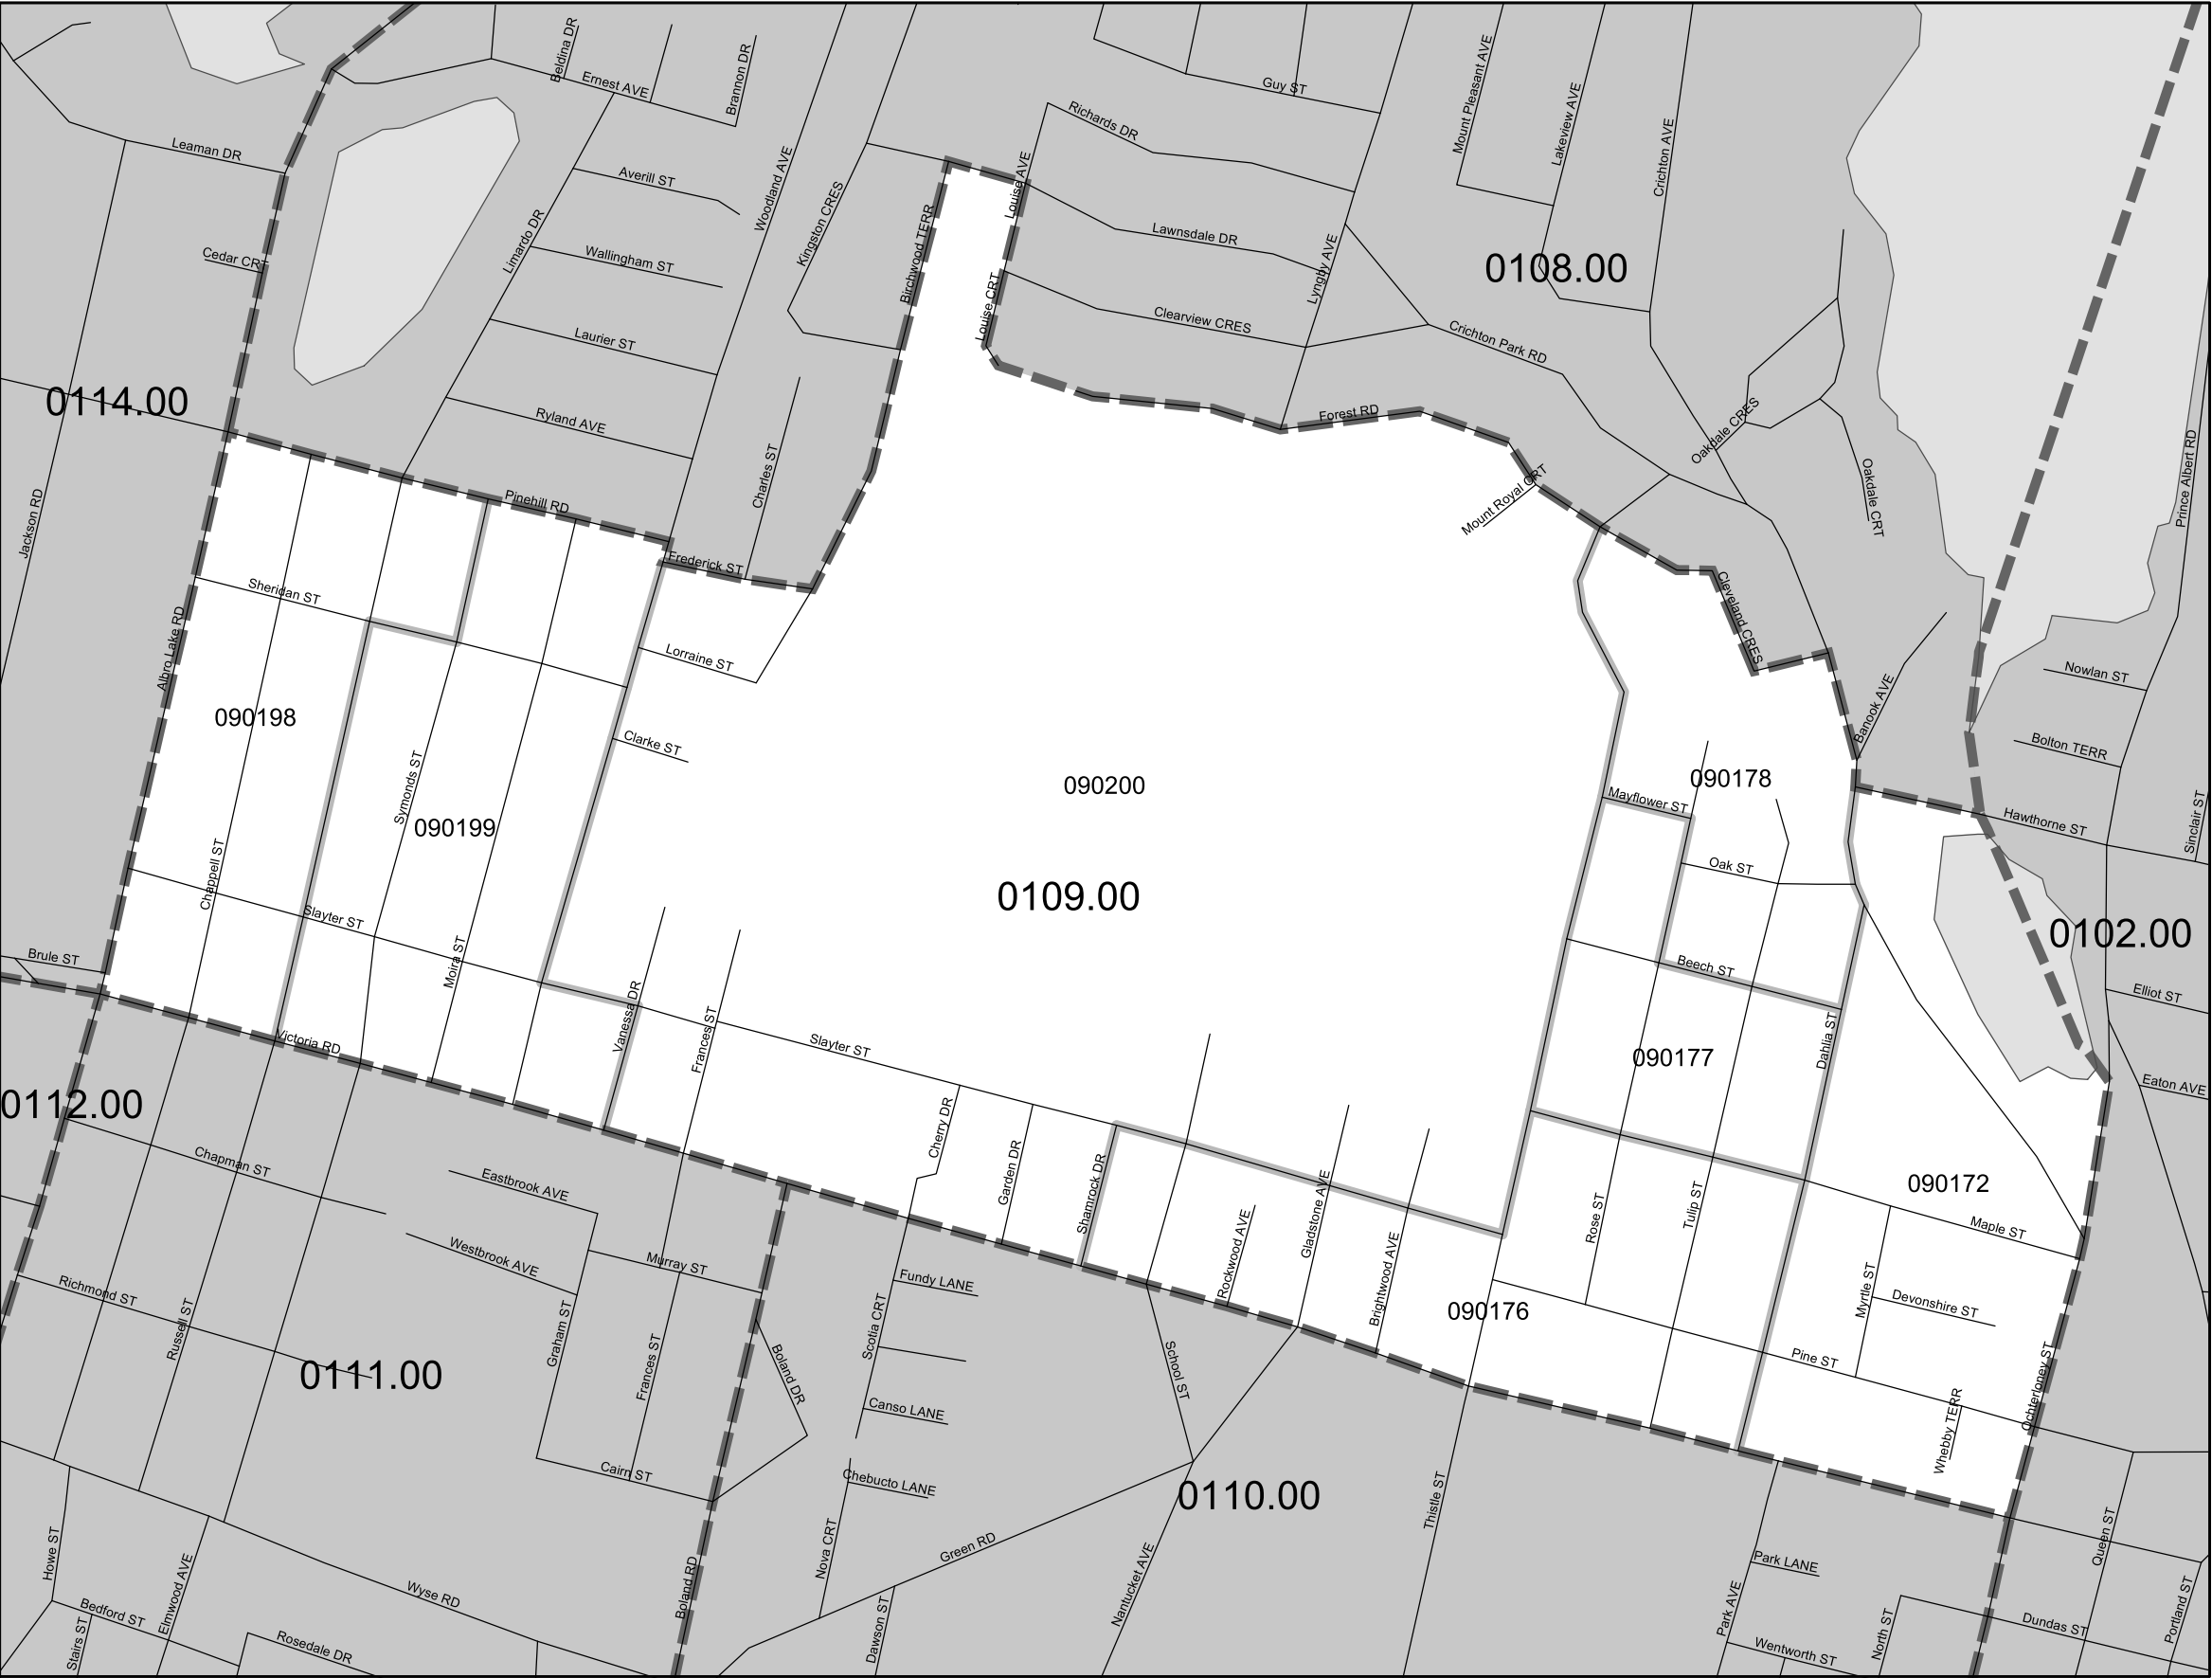 Beldina DR
Ernest AVE
Brannon DR
Guy ST
Mount Pleasant AVE
Lakeview AVE
Crichton AVE
Richards DR
Leaman DR
Averill ST
Woodland AVE
Kingston CRES
Louise AVE
Birchwood TERR
Lawnsdale DR
Lyngby AVE
0108.00
Limardo DR
Wallingham ST
Cedar CRT
Louise CRT
Clearview CRES
Crichton Park RD
Laurier ST
0114.00
Ryland AVE
Forest RD
Oakdale CRES
Oakdale CRT
Prince Albert RD
Charles ST
Pinehill RD
Mount Royal CRT
Jackson RD
Frederick ST
Cleveland CRES
Sheridan ST
Albro Lake RD
Lorraine ST
Nowlan ST
090198
Clarke ST
Banook AVE
Bolton TERR
090200
090178
Symonds ST
090199
Mayflower ST
Hawthorne ST
Sinclair ST
Oak ST
Chappell ST
0109.00
Slayter ST
0102.00
Brule ST
Moira ST
Beech ST
Elliot ST
Vanessa DR
Frances ST
Victoria RD
Slayter ST
090177
Dahlia ST
Eaton AVE
0112.00
Cherry DR
Chapman ST
Garden DR
Shamrock DR
090172
Eastbrook AVE
Rockwood AVE
Gladstone AVE
Rose ST
Tulip ST
Maple ST
Westbrook AVE
Murray ST
Fundy LANE
Brightwood AVE
090176
Myrtle ST
Devonshire ST
Richmond ST
Russell ST
Graham ST
Frances ST
Scotia CRT
0111.00
Boland DR
School ST
Pine ST
Ochterloney ST
Canso LANE
Whebby TERR
Cairn ST
Chebucto LANE
0110.00
Thistle ST
Howe ST
Elmwood AVE
Nova CRT
Green RD
Nantucket AVE
Queen ST
Park LANE
Wyse RD
Boland RD
Bedford ST
Stairs ST
Dawson ST
Park AVE
North ST
Dundas ST
Portland ST
Rosedale DR
Wentworth ST